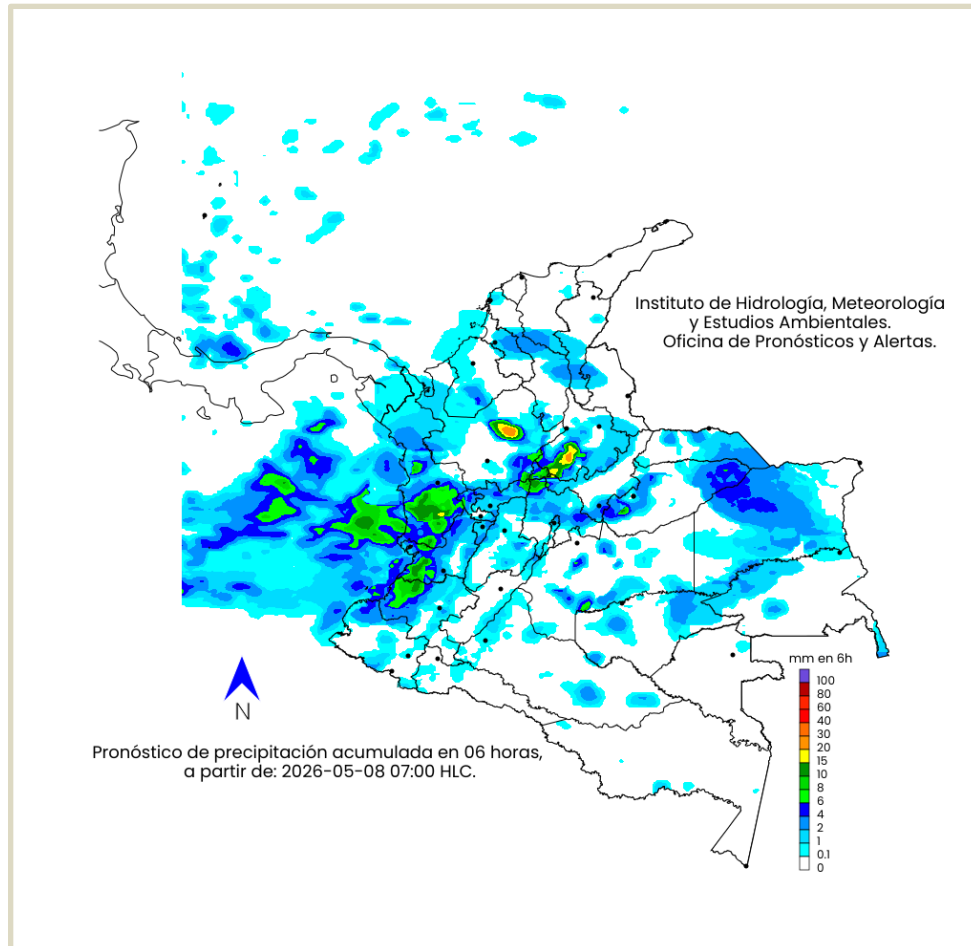 Instituto de Hidrología, Meteorología
y Estudios Ambientales.
Oficina de Pronósticos y Alertas.
mm en 6h
100
80
60
40
30
20
15
10
8
6
4
2
1
0.1
0
N
Pronóstico de precipitación acumulada en 06 horas,
a partir de: 2026-05-08 07:00 HLC.